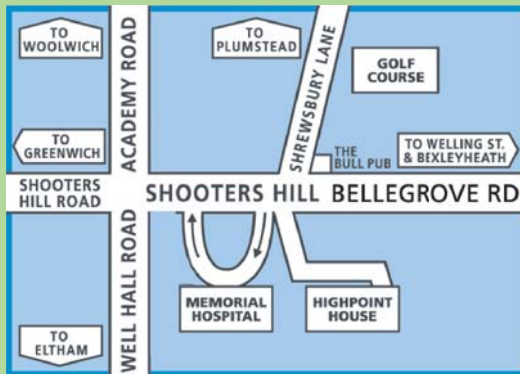 TO
WOOLWICH
ACADEMY ROAD
TO
PLUMSTEAD
SHREWSBURY LANE
GOLF
COURSE
TO
GREENWICH
THE
BULL PUB
TO WELLING ST.
& BEXLEYHEATH
SHOOTERS
HILL ROAD
SHOOTERS HILL
BELLEGROVE RD
WELL HALL ROAD
MEMORIAL
HOSPITAL
HIGHPOINT
HOUSE
TO
ELTHAM